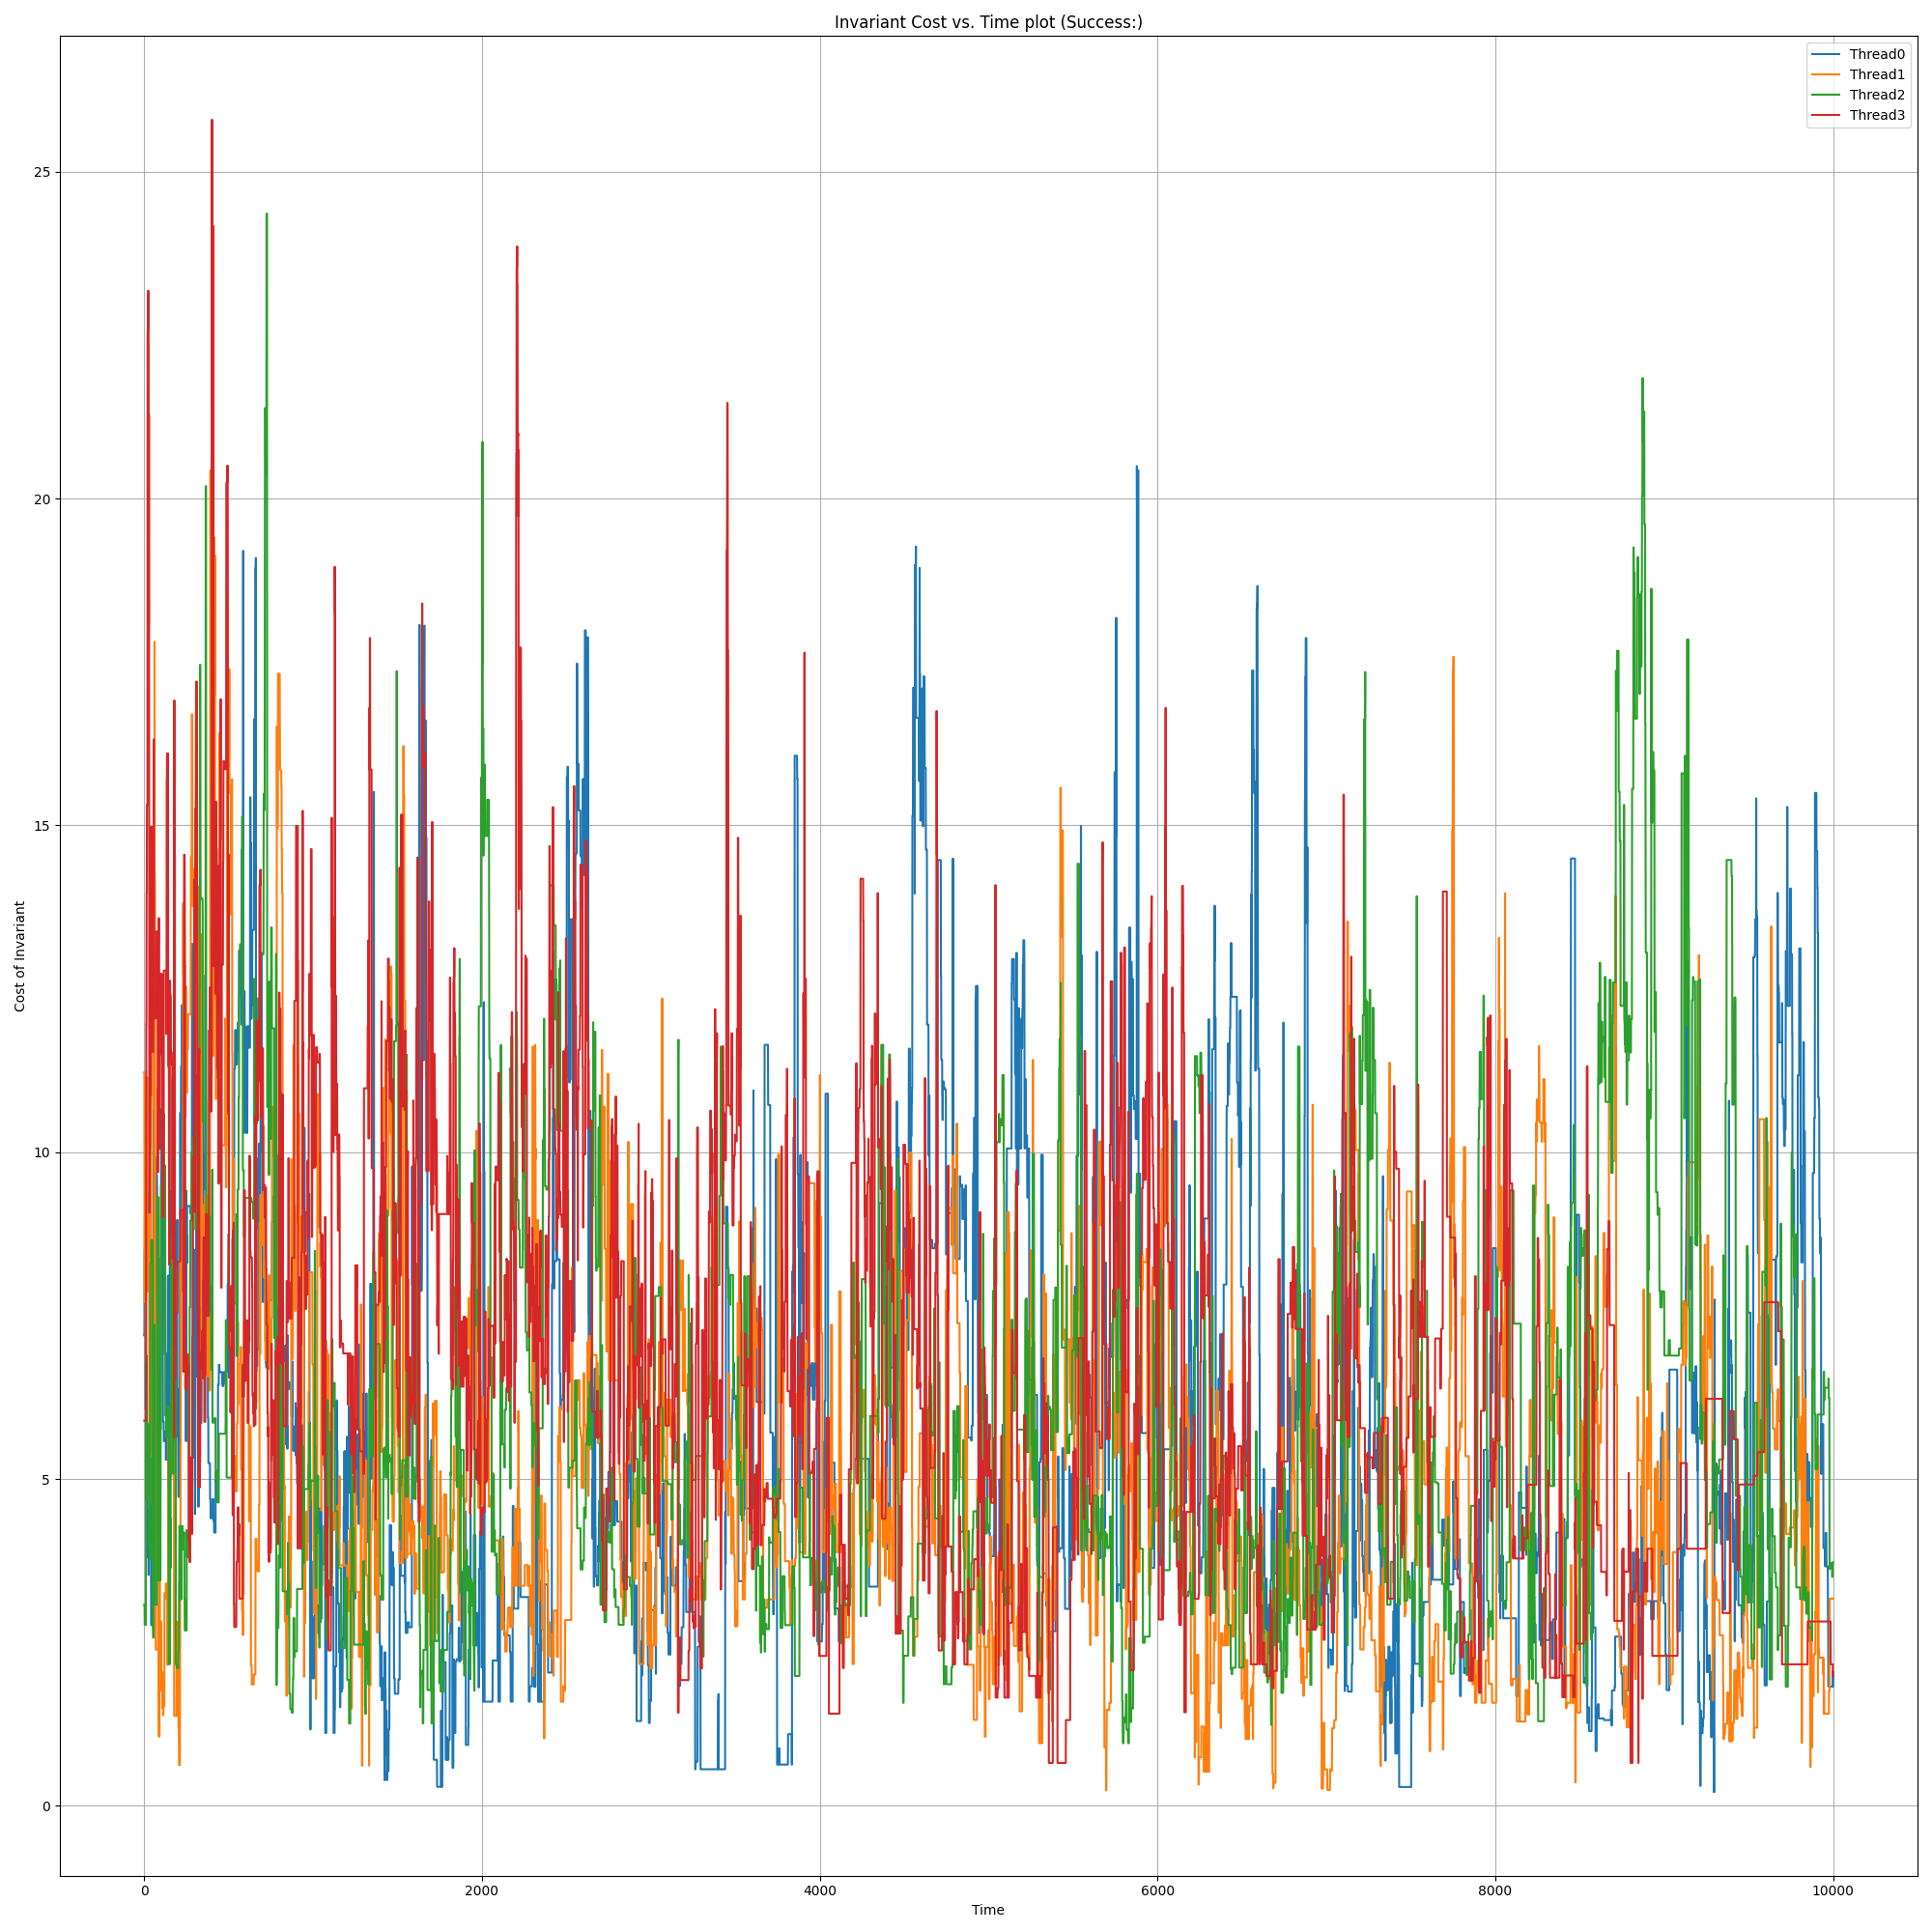 Invariant Cost vs. Time plot (Success:)
Thread0
Thread1
Thread2
Thread3
25
20
15
10
5
0
Cost of Invariant
0 2000 4000 6000 8000 10000
Time